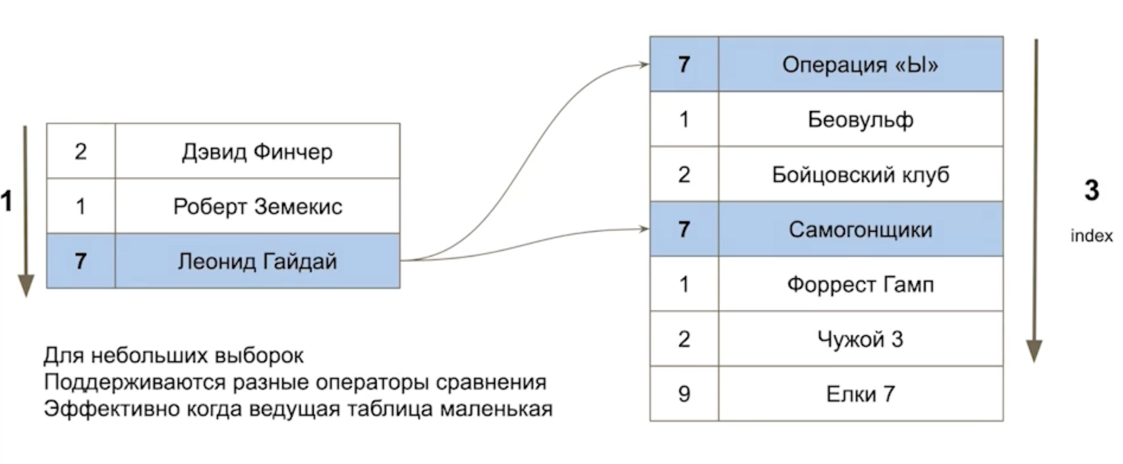 1
2 Дэвид Финчер
1 Роберт Земекис
7 Леонид Гайдай
Для небольших выборок
Поддерживаются разные операторы сравнения
Эффективно когда ведущая таблица маленькая
7 Операция «Ы»
1 Беовульф
2 Бойцовский клуб
7 Самогонщики
1 Форрест Гамп
2 Чужой 3
9 Елки 7
3
index